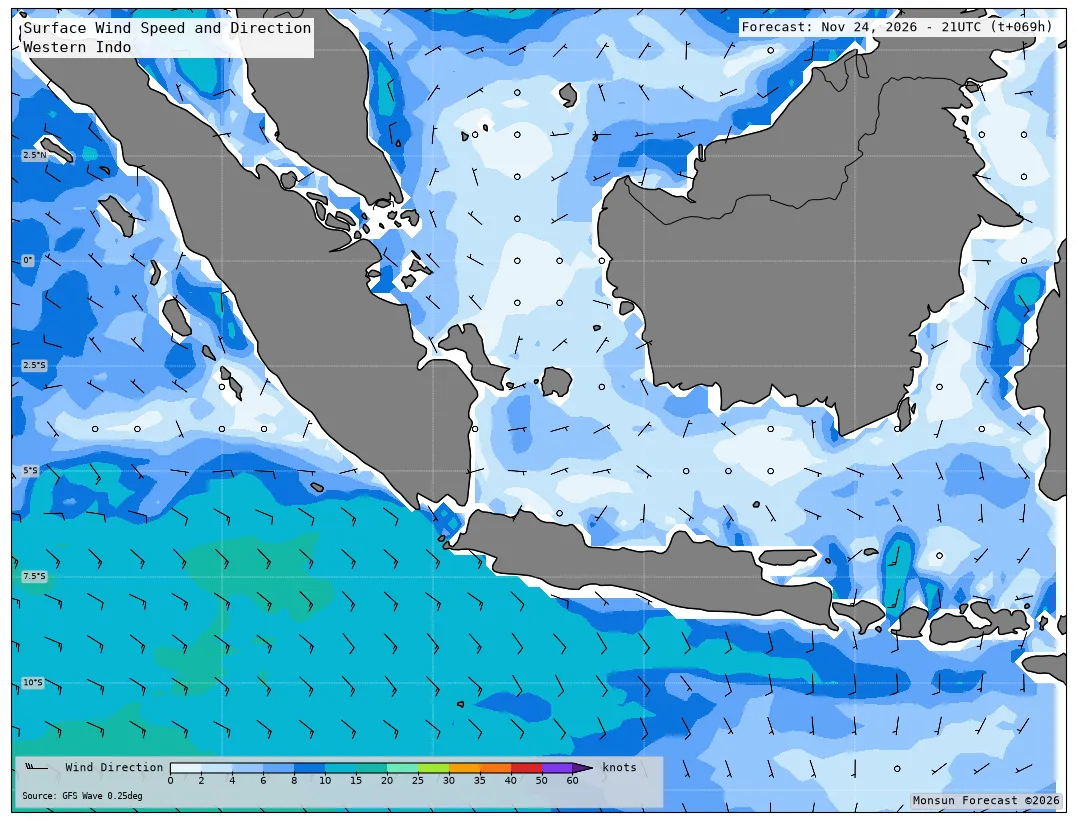 Surface Wind Speed and Direction
Western Indo
Forecast: Nov 24, 2026 - 21UTC (t+069h)
2.5°N
0°
2.5°S
5°S
7.5°S
10°S
Wind Direction
0 2 4 6 8 10 15 20 25 30 35 40 50 60
knots
Source: GFS Wave 0.25deg
Monsun Forecast ©2026